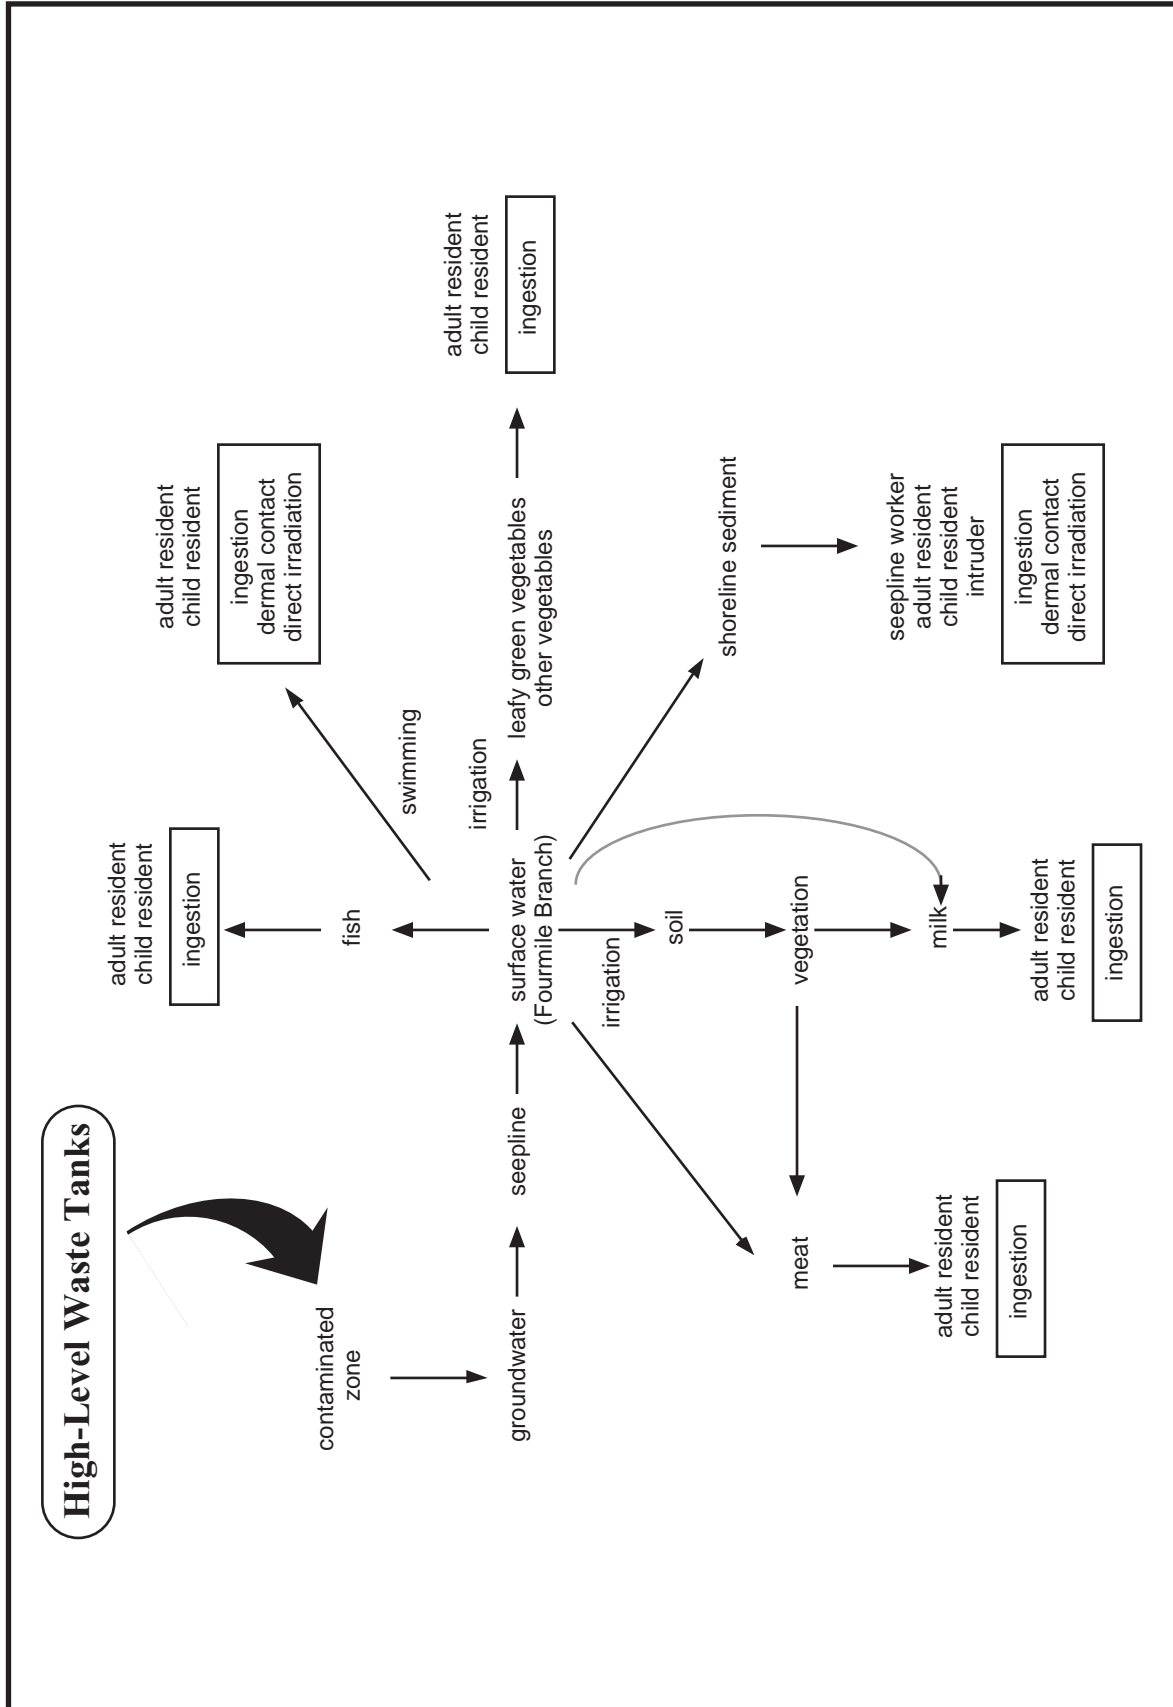 High-Level Waste Tanks
contaminated
zone
groundwater
seepline
surface water
(Fourmile Branch)
fish
adult resident
child resident
ingestion
swimming
adult resident
child resident
ingestion
dermal contact
direct irradiation
irrigation
leafy green vegetables
other vegetables
adult resident
child resident
ingestion
shoreline sediment
seepline worker
adult resident
child resident
intruder
ingestion
dermal contact
direct irradiation
irrigation
soil
vegetation
milk
adult resident
child resident
ingestion
meat
adult resident
child resident
ingestion